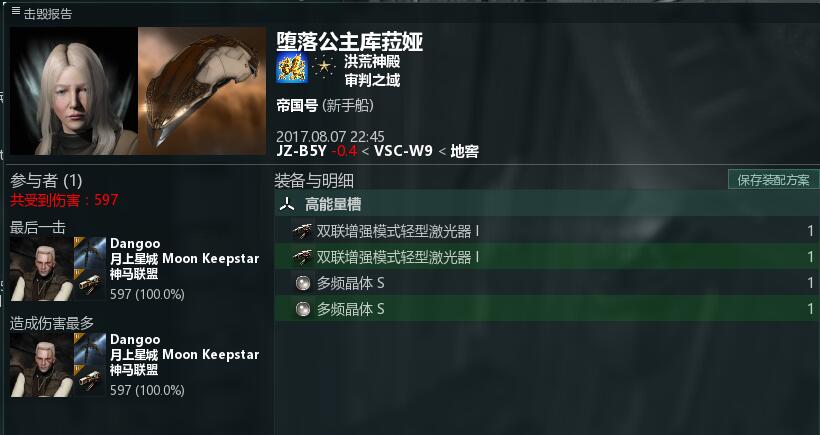 击毁报告
堕落公主库菈娅
洪荒神殿
审判之域
帝国号 (新手船)
2017.08.07 22:45
JZ-B5Y -0.4 < VSC-W9 < 地窖
参与者 (1)
共受到伤害：597
最后一击
Dangoo
月上星城 Moon Keepstar
神马联盟
597 (100.0%)
造成伤害最多
Dangoo
月上星城 Moon Keepstar
神马联盟
597 (100.0%)
装备与明细
保存装配方案
高能量槽
双联增强模式轻型激光器 I 1
双联增强模式轻型激光器 I 1
多频晶体 S 1
多频晶体 S 1